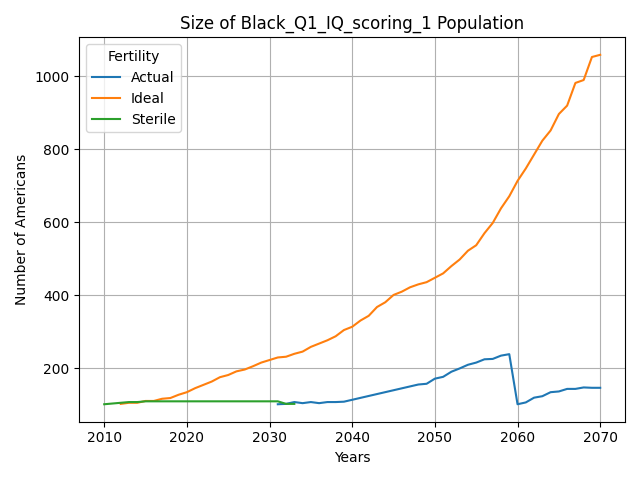 Size of Black_Q1_IQ_scoring_1 Population
Fertility
Actual
Ideal
Sterile
Number of Americans
1000
800
600
400
200
2010 2020 2030 2040 2050 2060 2070
Years